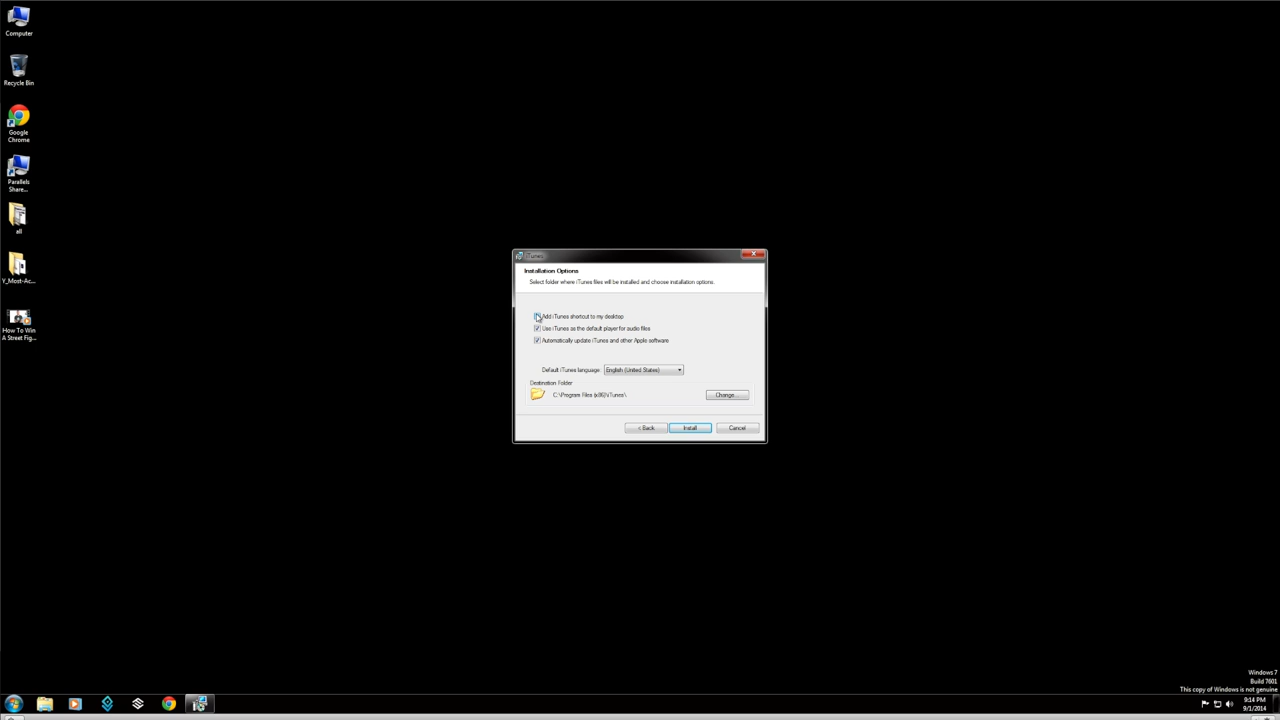 Computer
Recycle Bin
Google
Chrome
Parallels
Share...
all
Y_Most-Ac...
How To Win
A Street Fig...
iTunes
Installation Options
Select folder where iTunes files will be installed and choose installation options.
Add iTunes shortcut to my desktop
Use iTunes as the default player for audio files
Automatically update iTunes and other Apple software
Default iTunes language: English (United States)
Destination Folder
C:\Program Files (x86)\iTunes\
Change...
< Back
Install
Cancel
Windows 7
Build 7601
This copy of Windows is not genuine
9:14 PM
9/1/2014